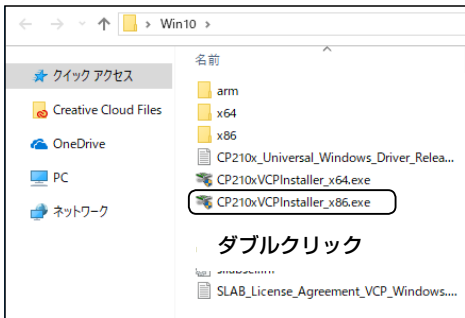 Win10
名前
クイック アクセス
Creative Cloud Files
OneDrive
PC
ネットワーク
arm
x64
x86
CP210x_Universal_Windows_Driver_Relea...
CP210xVCPInstaller_x64.exe
CP210xVCPInstaller_x86.exe
ダブルクリック
SLAB_License_Agreement_VCP_Windows....